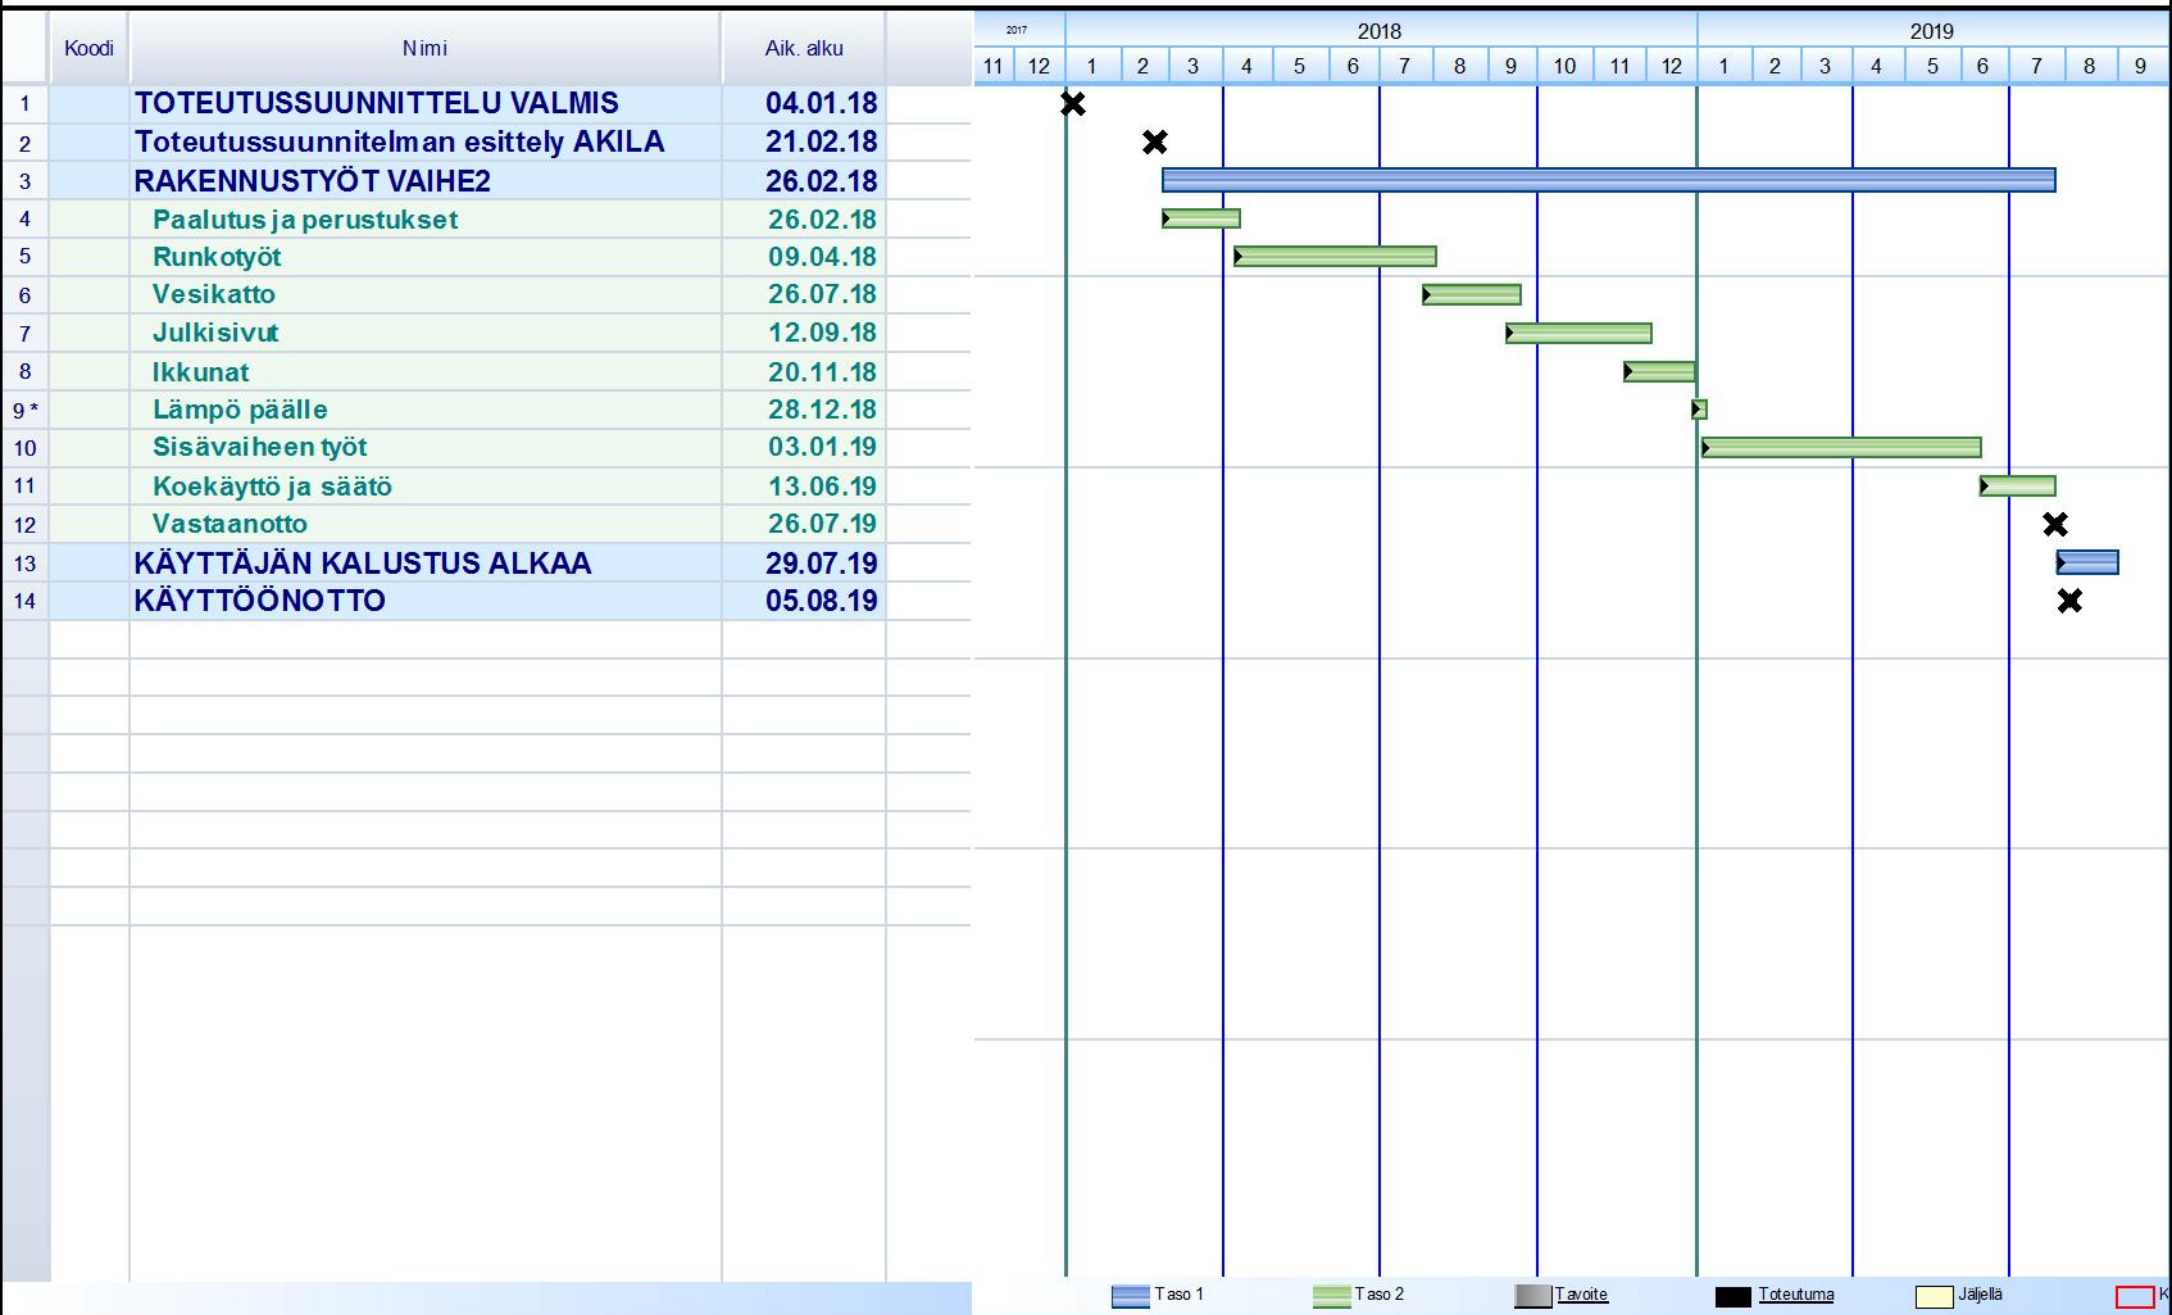 Koodi Nimi Aik. alku 2017 2018 2019
11 12 1 2 3 4 5 6 7 8 9 10 11 12 1 2 3 4 5 6 7 8 9
1 TOTEUTUSSUUNNITTELU VALMIS 04.01.18
2 Toteutussuunnitelman esittely AKILA 21.02.18
3 RAKENNUSTYÖT VAIHE2 26.02.18
4 Paalutus ja perustukset 26.02.18
5 Runkotyöt 09.04.18
6 Vesikatto 26.07.18
7 Julkisivut 12.09.18
8 Ikkunat 20.11.18
9 * Lämpö päälle 28.12.18
10 Sisävaiheen työt 03.01.19
11 Koekäyttö ja säätö 13.06.19
12 Vastaanotto 26.07.19
13 KÄYTTÄJÄN KALUSTUS ALKAA 29.07.19
14 KÄYTTÖÖNOTTO 05.08.19
Taso 1 Taso 2 Tavoite Toteutuma Jäljellä K